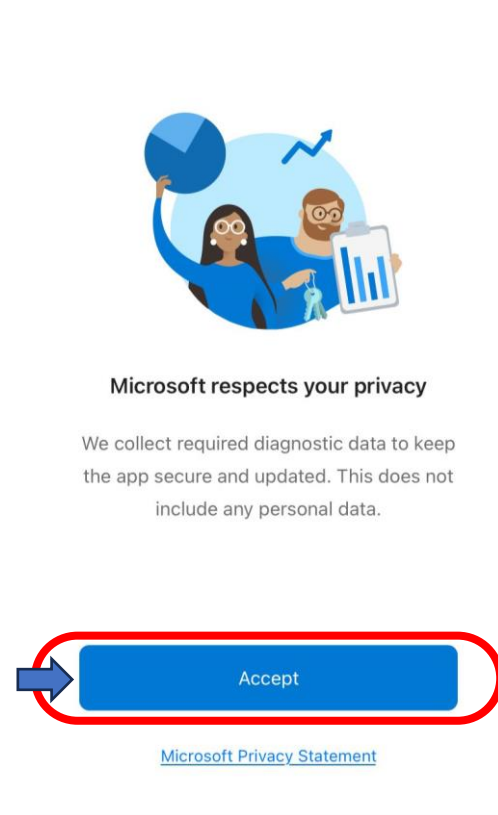 Microsoft respects your privacy
We collect required diagnostic data to keep
the app secure and updated. This does not
include any personal data.
Accept
Microsoft Privacy Statement